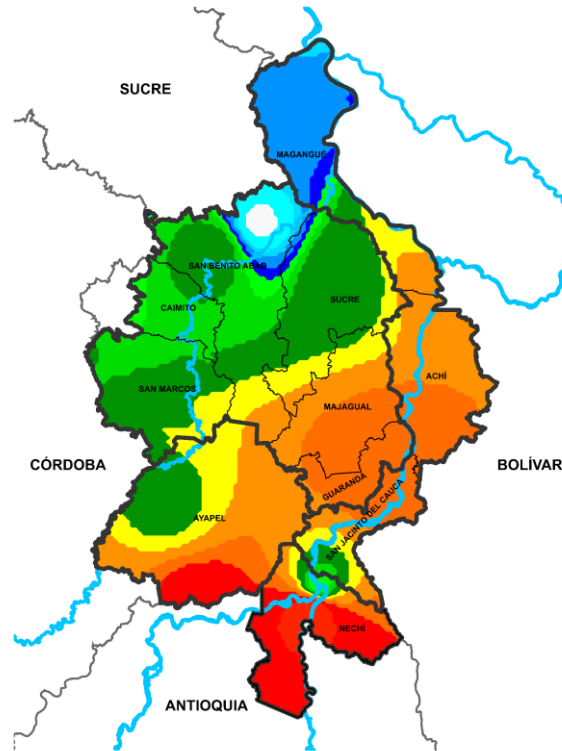 SUCRE
MAGANGUÉ
SAN BENITO ABAD
CAIMITO
SUCRE
SAN MARCOS
ACHÍ
MAJAGUAL
CÓRDOBA
BOLÍVAR
GUARANDA
SAN JACINTO DEL CAUCA
AYAPEL
NECHÍ
ANTIOQUIA